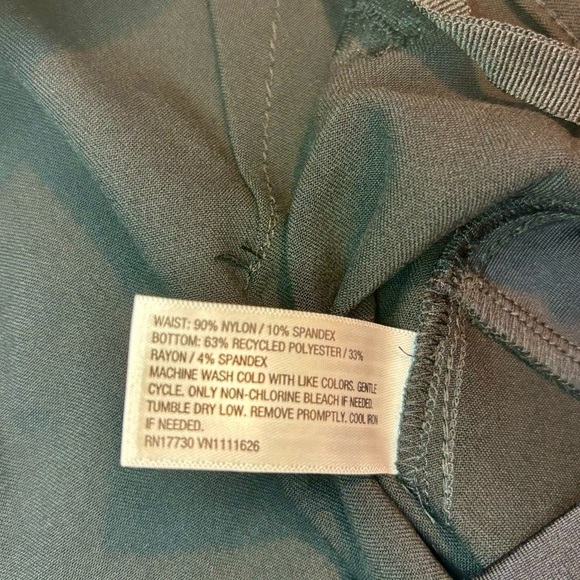 WAIST: 90% NYLON / 10% SPANDEX
BOTTOM: 63% RECYCLED POLYESTER / 33%
RAYON / 4% SPANDEX
MACHINE WASH COLD WITH LIKE COLORS. GENTLE
CYCLE. ONLY NON-CHLORINE BLEACH IF NEEDED.
TUMBLE DRY LOW. REMOVE PROMPTLY. COOL IRON
IF NEEDED.
RN17730 VN1111626